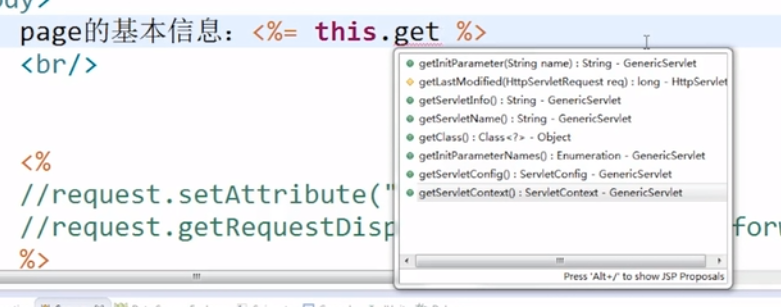 page的基本信息：<%= this.get %>
<br/>
getInitParameter(String name) : String - GenericServlet
getLastModified(HttpServletRequest req) : long - HttpServlet
getServletInfo() : String - GenericServlet
getServletName() : String - GenericServlet
getClass() : Class<?> - Object
getInitParameterNames() : Enumeration - GenericServlet
getServletConfig() : ServletConfig - GenericServlet
getServletContext() : ServletContext - GenericServlet
Press 'Alt+/' to show JSP Proposals
<%
//request.setAttribute("
//request.getRequestDisp forw
%>